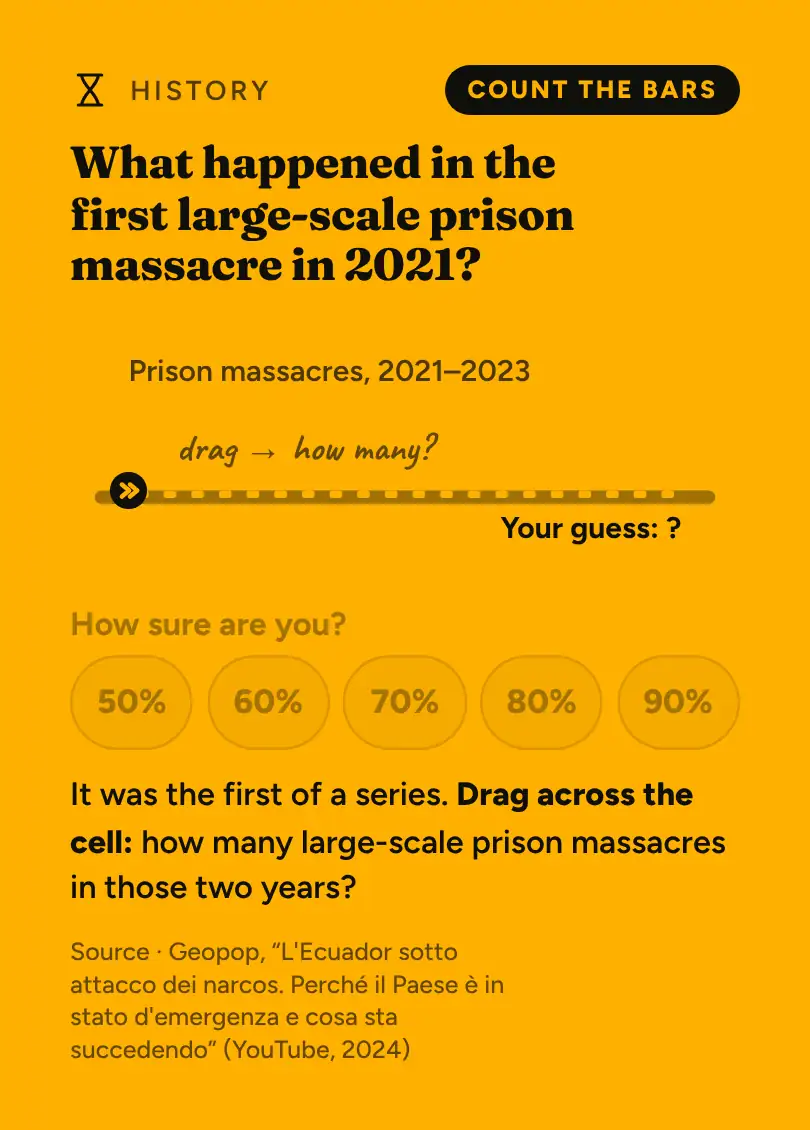 HISTORY
COUNT THE BARS
What happened in the
first large-scale prison
massacre in 2021?
Prison massacres, 2021–2023
drag → how many?
Your guess: ?
How sure are you?
50% 60% 70% 80% 90%
It was the first of a series. Drag across the
cell: how many large-scale prison massacres
in those two years?
Source · Geopop, “L'Ecuador sotto
attacco dei narcos. Perché il Paese è in
stato d'emergenza e cosa sta
succedendo” (YouTube, 2024)